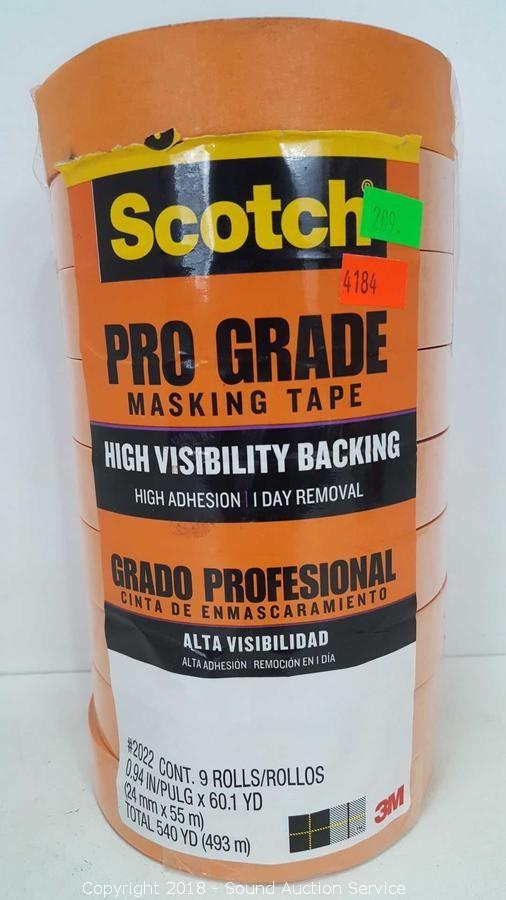 Scotch®
209.
4184
PRO GRADE
MASKING TAPE
HIGH VISIBILITY BACKING
HIGH ADHESION | 1 DAY REMOVAL
GRADO PROFESIONAL
CINTA DE ENMASCARAMIENTO
ALTA VISIBILIDAD
ALTA ADHESIÓN | REMOCIÓN EN 1 DÍA
#2022 CONT. 9 ROLLS/ROLLOS
0.94 IN/PULG x 60.1 YD
(24 mm x 55 m)
TOTAL 540 YD (493 m)
TM
3M
Copyright 2018 - Sound Auction Service